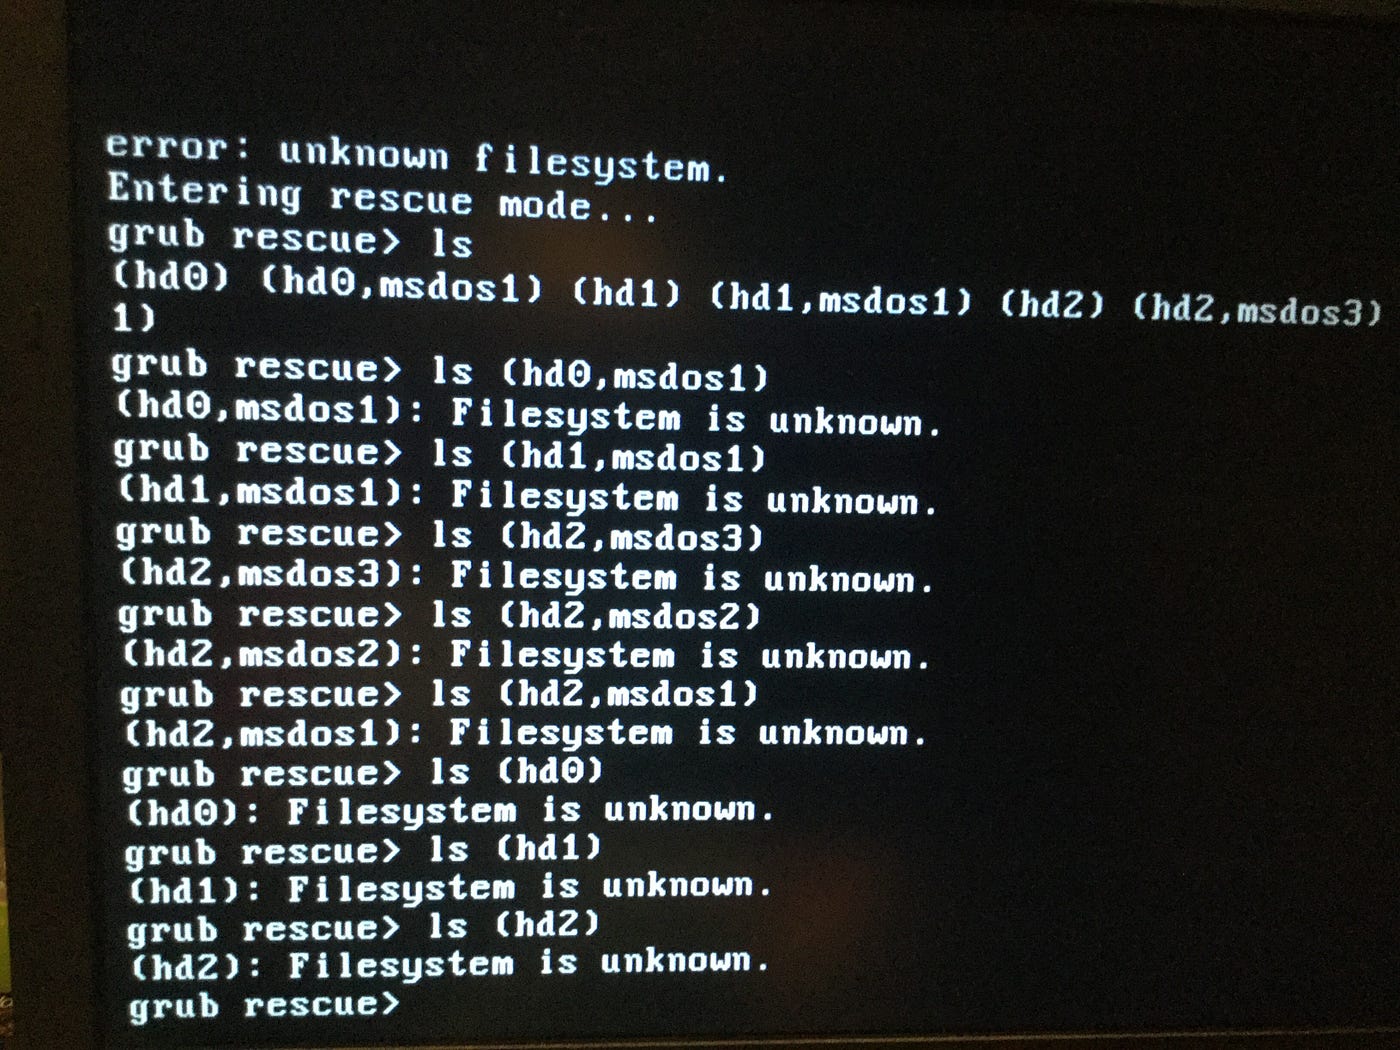 error: unknown filesystem.
Entering rescue mode...
grub rescue> ls
(hd0) (hd0,msdos1) (hd1) (hd1,msdos1) (hd2) (hd2,msdos3)
1)
grub rescue> ls (hd0,msdos1)
(hd0,msdos1): Filesystem is unknown.
grub rescue> ls (hd1,msdos1)
(hd1,msdos1): Filesystem is unknown.
grub rescue> ls (hd2,msdos3)
(hd2,msdos3): Filesystem is unknown.
grub rescue> ls (hd2,msdos2)
(hd2,msdos2): Filesystem is unknown.
grub rescue> ls (hd2,msdos1)
(hd2,msdos1): Filesystem is unknown.
grub rescue> ls (hd0)
(hd0): Filesystem is unknown.
grub rescue> ls (hd1)
(hd1): Filesystem is unknown.
grub rescue> ls (hd2)
(hd2): Filesystem is unknown.
grub rescue>